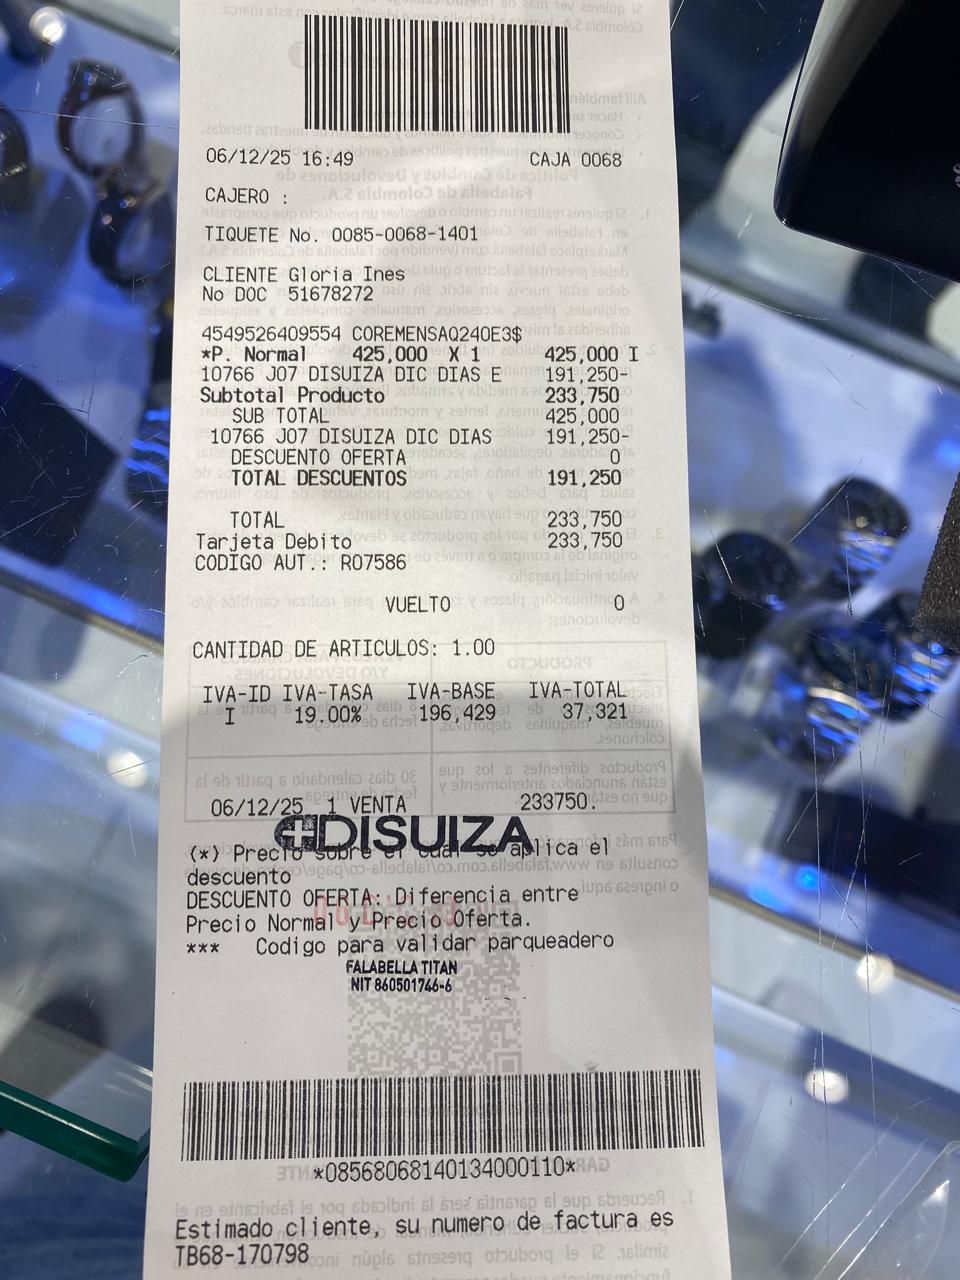 06/12/25 16:49 CAJA 0068
CAJERO :
TIQUETE No. 0085-0068-1401
CLIENTE Gloria Ines
No DOC 51678272
4549526409554 COREMENSAQ240E3$
*P. Normal 425,000 X 1 425,000 I
10766 J07 DISUIZA DIC DIAS E 191,250-
Subtotal Producto 233,750
SUB TOTAL 425,000
10766 J07 DISUIZA DIC DIAS 191,250-
DESCUENTO OFERTA 0
TOTAL DESCUENTOS 191,250
TOTAL 233,750
Tarjeta Debito 233,750
CODIGO AUT.: R07586
VUELTO 0
CANTIDAD DE ARTICULOS: 1.00
IVA-ID IVA-TASA IVA-BASE IVA-TOTAL
I 19.00% 196,429 37,321
06/12/25 1 VENTA 233750.
DISUIZA
(*) Precio sobre el cual se aplica el
descuento
DESCUENTO OFERTA: Diferencia entre
Precio Normal y Precio Oferta.
*** Codigo para validar parqueadero
FALABELLA TITAN
NIT 860501746-6
*08568068140134000110*
Estimado cliente, su numero de factura es
TB68-170798